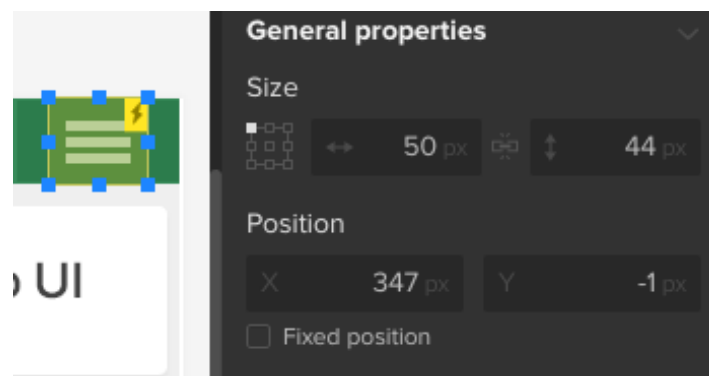 General properties
Size
50 px
44 px
Position
X 347 px
Y -1 px
Fixed position
UI